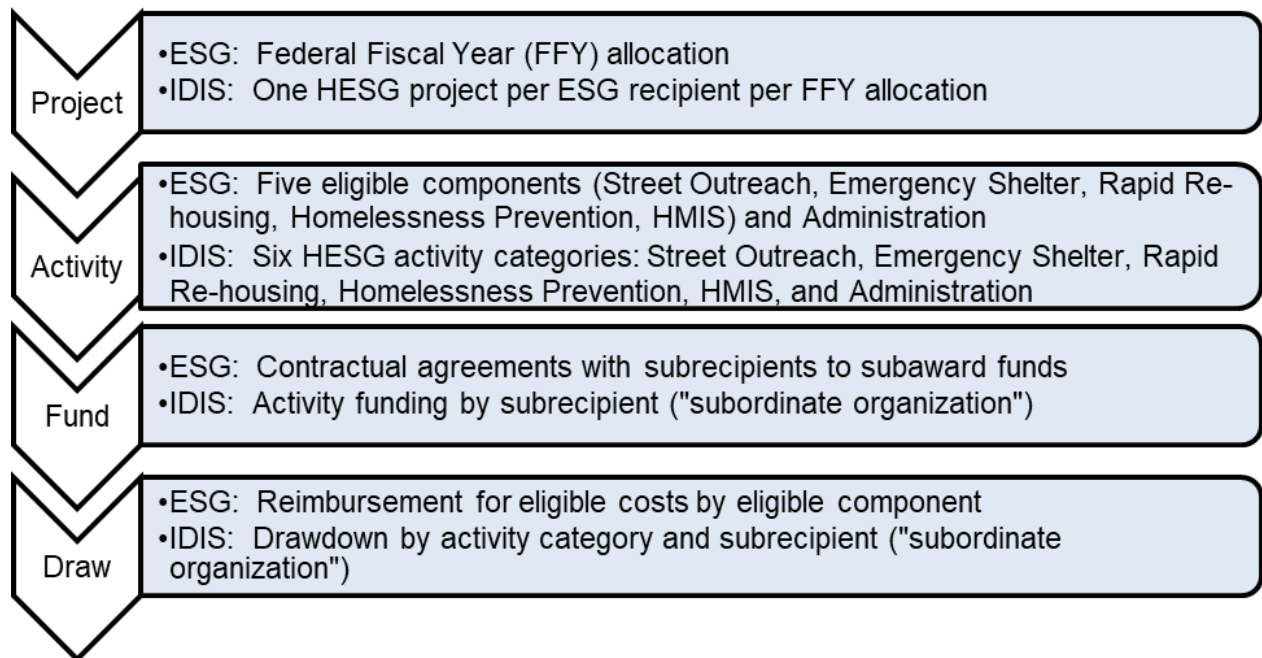 Project
•ESG: Federal Fiscal Year (FFY) allocation
•IDIS: One HESG project per ESG recipient per FFY allocation
Activity
•ESG: Five eligible components (Street Outreach, Emergency Shelter, Rapid Re-
housing, Homelessness Prevention, HMIS) and Administration
•IDIS: Six HESG activity categories: Street Outreach, Emergency Shelter, Rapid
Re-housing, Homelessness Prevention, HMIS, and Administration
Fund
•ESG: Contractual agreements with subrecipients to subaward funds
•IDIS: Activity funding by subrecipient ("subordinate organization")
Draw
•ESG: Reimbursement for eligible costs by eligible component
•IDIS: Drawdown by activity category and subrecipient ("subordinate
organization")